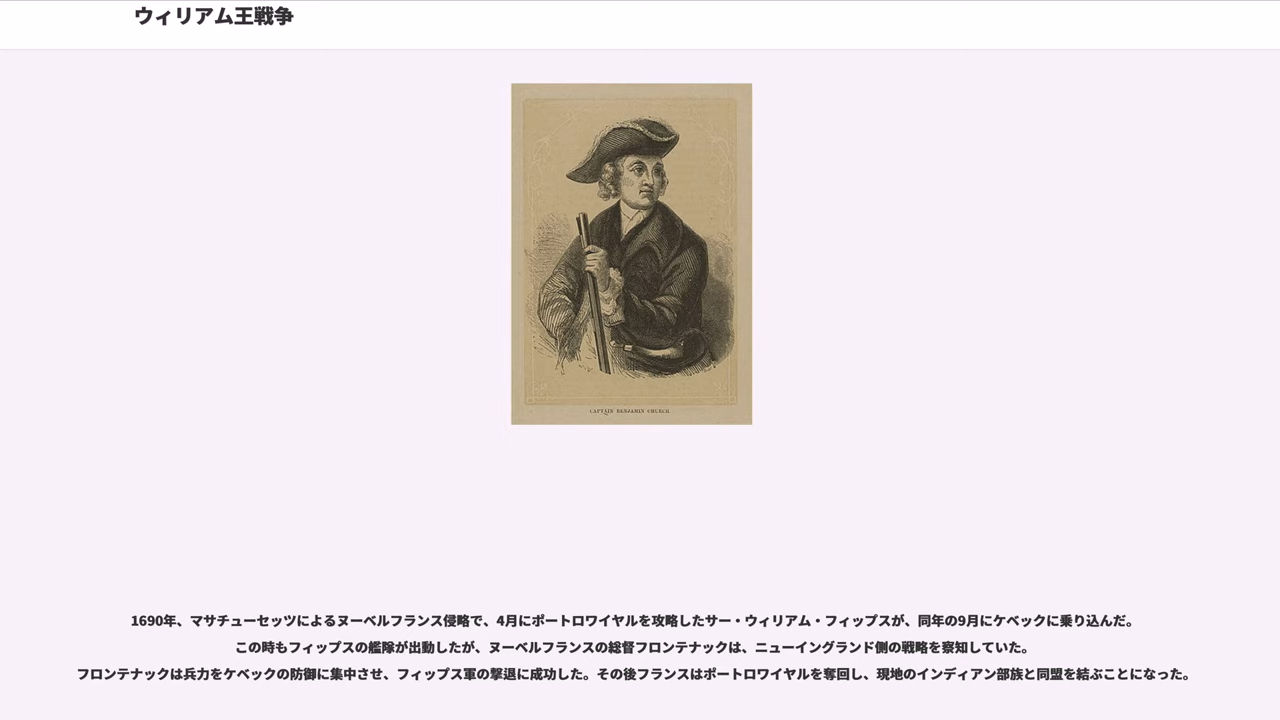 ウィリアム王戦争
CAPTAIN BENJAMIN CHURCH.
1690年、マサチューセッツによるヌーベルフランス侵略で、4月にポートロワイヤルを攻略したサー・ウィリアム・フィップスが、同年の9月にケベックに乗り込んだ。
この時もフィップスの艦隊が出動したが、ヌーベルフランスの総督フロンテナックは、ニューイングランド側の戦略を察知していた。
フロンテナックは兵力をケベックの防御に集中させ、フィップス軍の撃退に成功した。その後フランスはポートロワイヤルを奪回し、現地のインディアン部族と同盟を結ぶことになった。